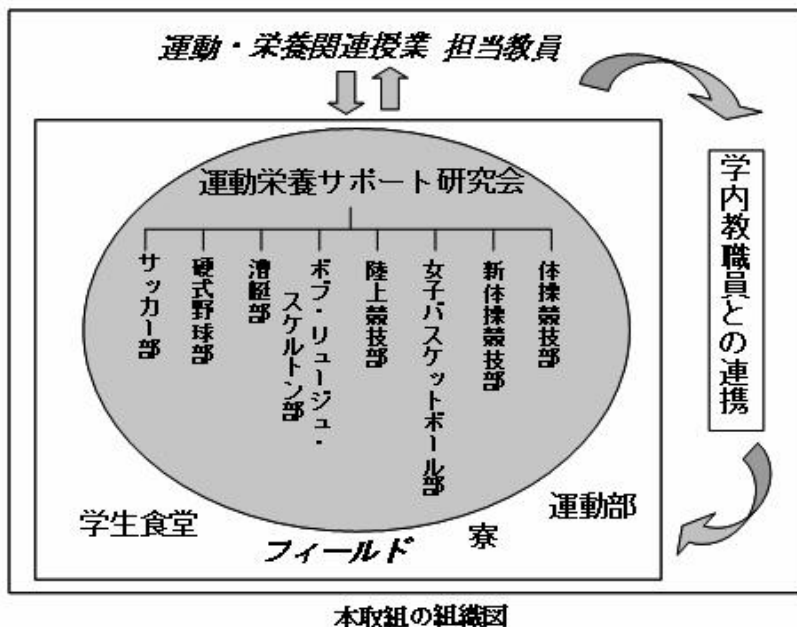 運動・栄養関連授業 担当教員
運動栄養サポート研究会
サッカー部
硬式野球部
漕艇部
ボブ・リュージュ・
スケルトン部
陸上競技部
女子バスケットボール部
新体操競技部
体操競技部
学内教職員との連携
学生食堂
フィールド
寮
運動部
本取組の組織図